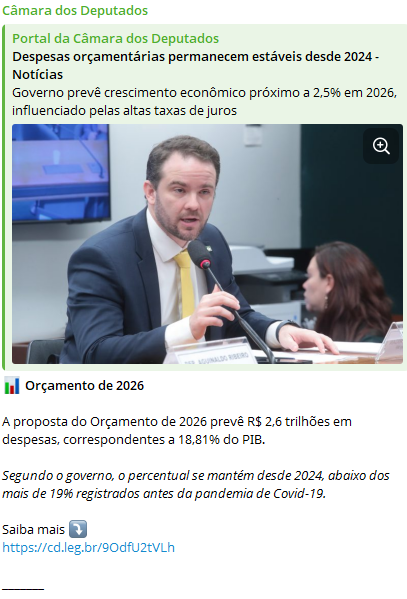 Câmara dos Deputados
Portal da Câmara dos Deputados
Despesas orçamentárias permanecem estáveis desde 2024 -
Notícias
Governo prevê crescimento econômico próximo a 2,5% em 2026,
influenciado pelas altas taxas de juros
DEP. AGUINALDO RIBEIRO
Orçamento de 2026
A proposta do Orçamento de 2026 prevê R$ 2,6 trilhões em
despesas, correspondentes a 18,81% do PIB.
Segundo o governo, o percentual se mantém desde 2024, abaixo dos
mais de 19% registrados antes da pandemia de Covid-19.
Saiba mais
https://cd.leg.br/9OdfU2tVLh